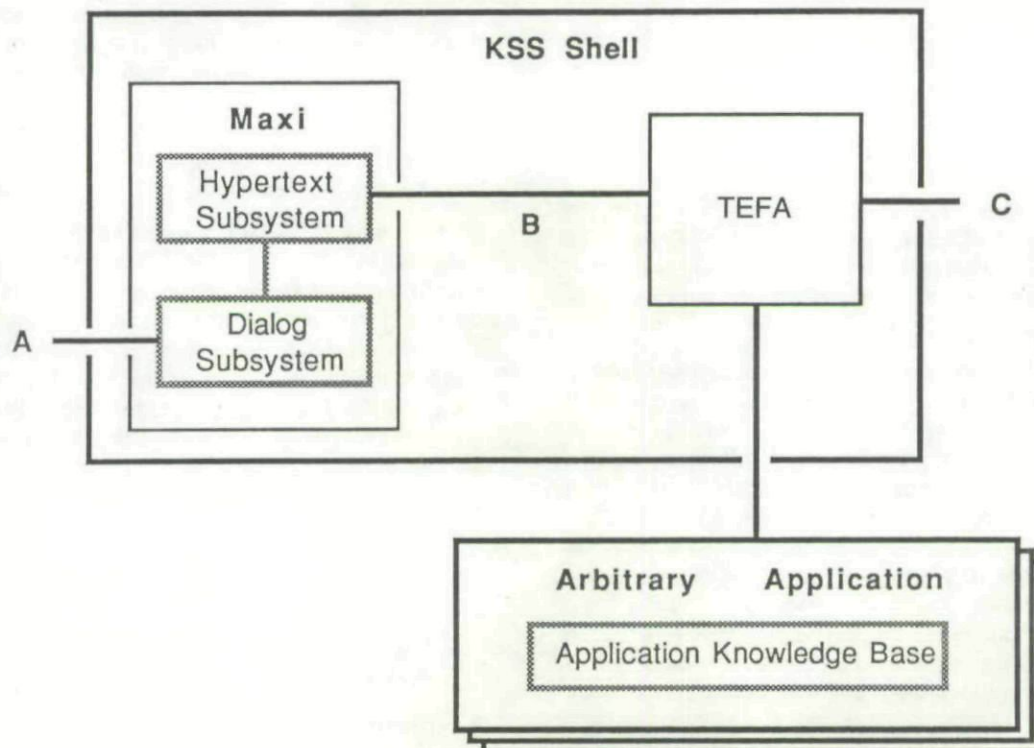 KSS Shell
Maxi
Hypertext
Subsystem
TEFA
B
C
Dialog
Subsystem
A
Arbitrary Application
Application Knowledge Base